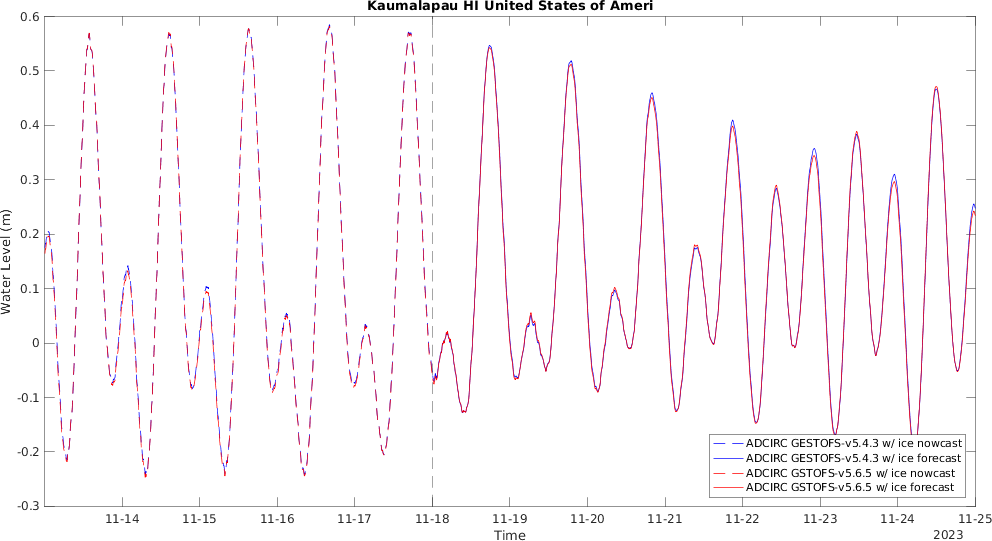 Kaumalapau HI United States of Ameri
Water Level (m)
0.6
0.5
0.4
0.3
0.2
0.1
0
-0.1
-0.2
-0.3
ADCIRC GESTOFS-v5.4.3 w/ ice nowcast
ADCIRC GESTOFS-v5.4.3 w/ ice forecast
ADCIRC GSTOFS-v5.6.5 w/ ice nowcast
ADCIRC GSTOFS-v5.6.5 w/ ice forecast
11-14 11-15 11-16 11-17 11-18 11-19 11-20 11-21 11-22 11-23 11-24 11-25
Time
2023